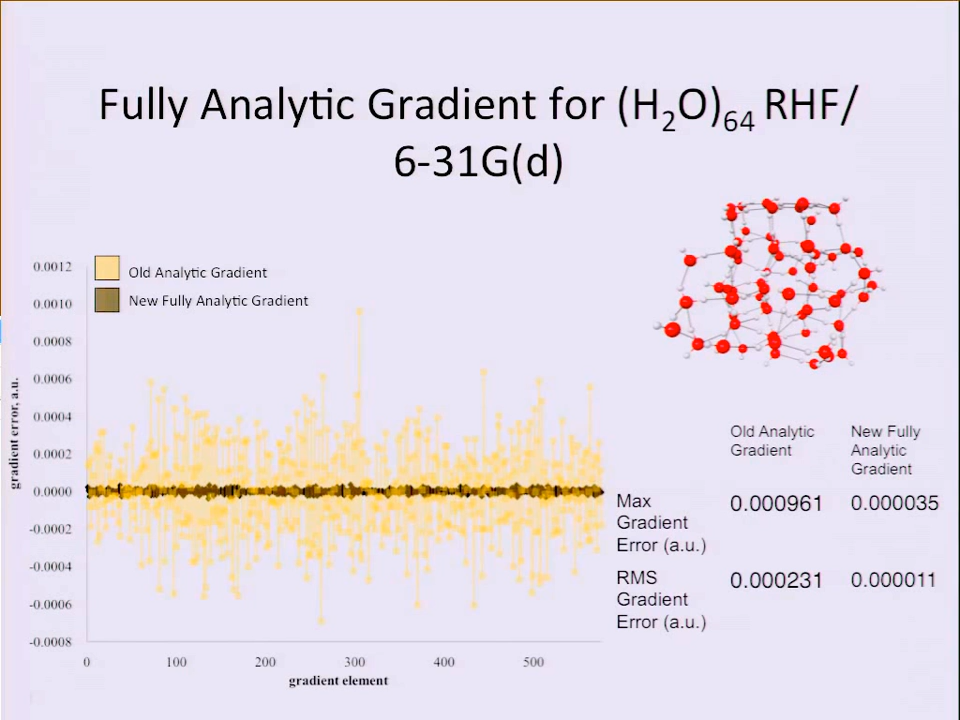 Fully Analytic Gradient for (H₂O)₆₄ RHF/
6-31G(d)
Old Analytic Gradient
New Fully Analytic Gradient
0.0012
0.0010
0.0008
0.0006
0.0004
0.0002
0.0000
-0.0002
-0.0004
-0.0006
-0.0008
gradient error, a.u.
0 100 200 300 400 500
gradient element
Old Analytic
Gradient
New Fully
Analytic
Gradient
Max
Gradient
Error (a.u.)
0.000961
0.000035
RMS
Gradient
Error (a.u.)
0.000231
0.000011